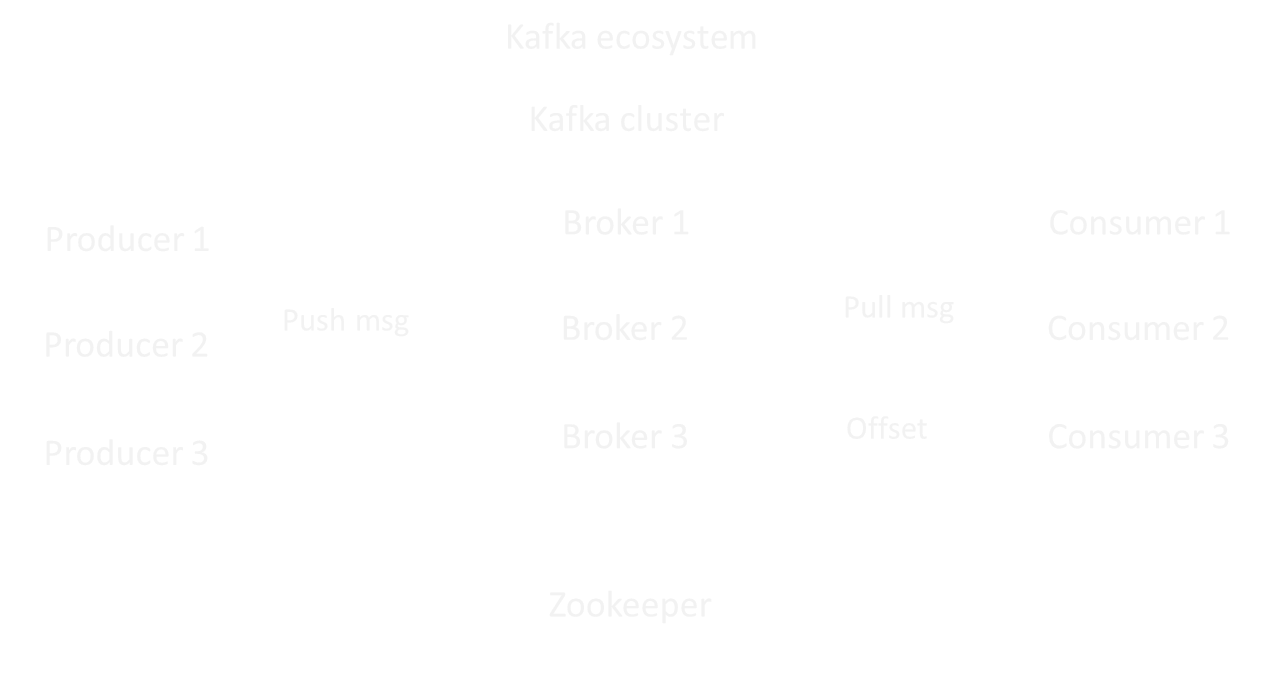 Kafka ecosystem
Kafka cluster
Producer 1
Producer 2
Producer 3
Push msg
Broker 1
Broker 2
Broker 3
Pull msg
Offset
Consumer 1
Consumer 2
Consumer 3
Zookeeper